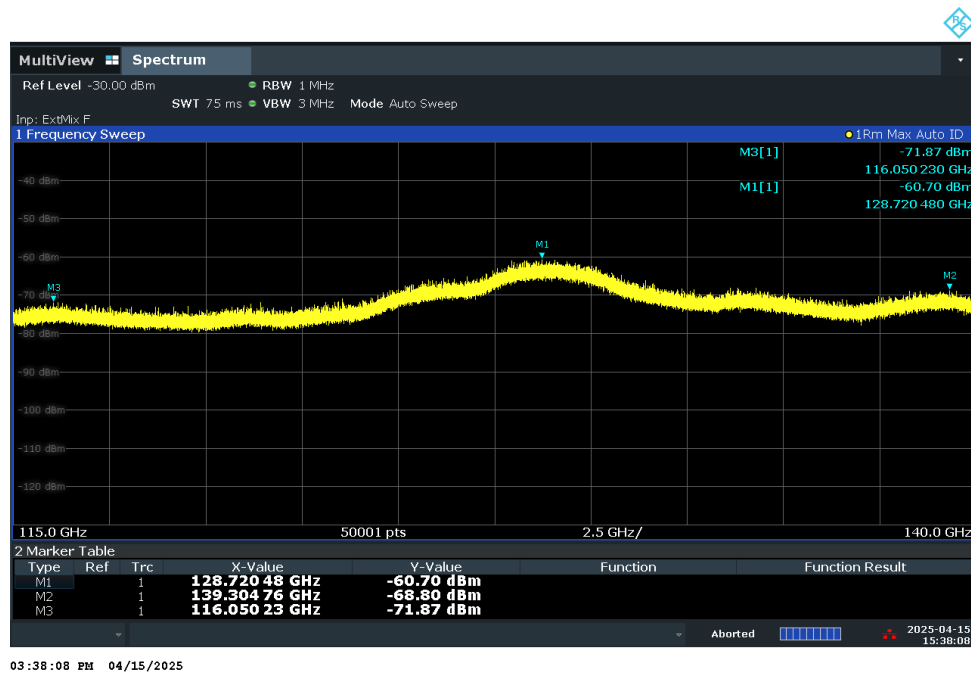 R&S
MultiView Spectrum
Ref Level -30.00 dBm RBW 1 MHz
SWT 75 ms VBW 3 MHz Mode Auto Sweep
Inp: ExtMix F
1 Frequency Sweep 1Rm Max Auto ID
M3[1] -71.87 dBm
116.050 230 GHz
-40 dBm
M1[1] -60.70 dBm
128.720 480 GHz
-50 dBm
M1
-60 dBm
M2
M3
-70 dBm
-80 dBm
-90 dBm
-100 dBm
-110 dBm
-120 dBm
115.0 GHz 50001 pts 2.5 GHz/ 140.0 GHz
2 Marker Table
Type Ref Trc X-Value Y-Value Function Function Result
M1 1 128.720 48 GHz -60.70 dBm
M2 1 139.304 76 GHz -68.80 dBm
M3 1 116.050 23 GHz -71.87 dBm
Aborted 2025-04-15
15:38:08
03:38:08 PM 04/15/2025